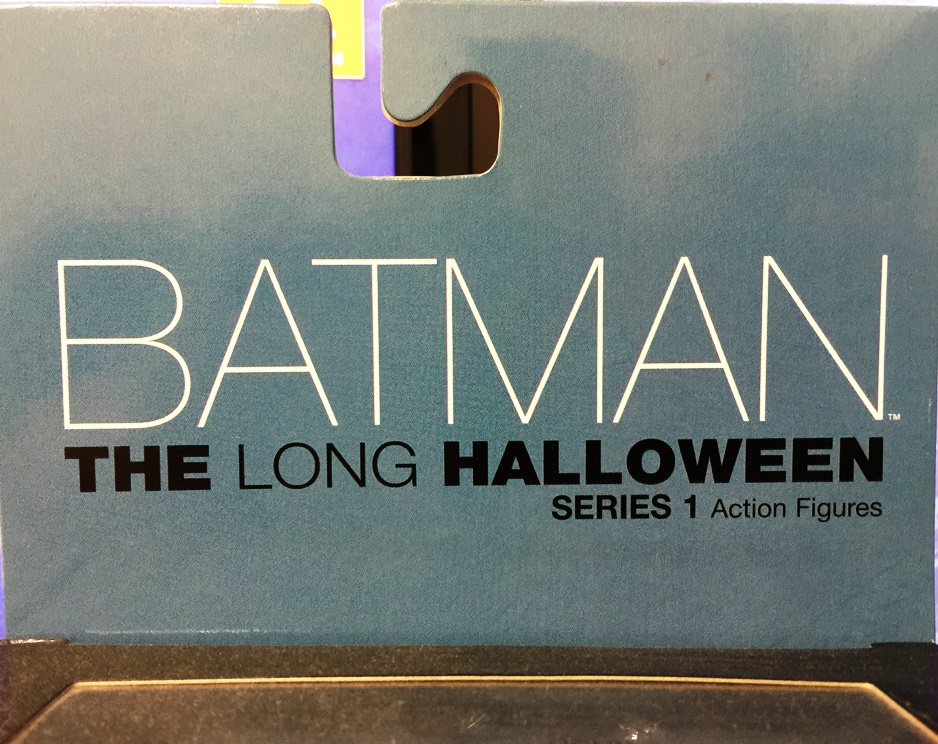 BATMAN™
THE LONG HALLOWEEN
SERIES 1 Action Figures